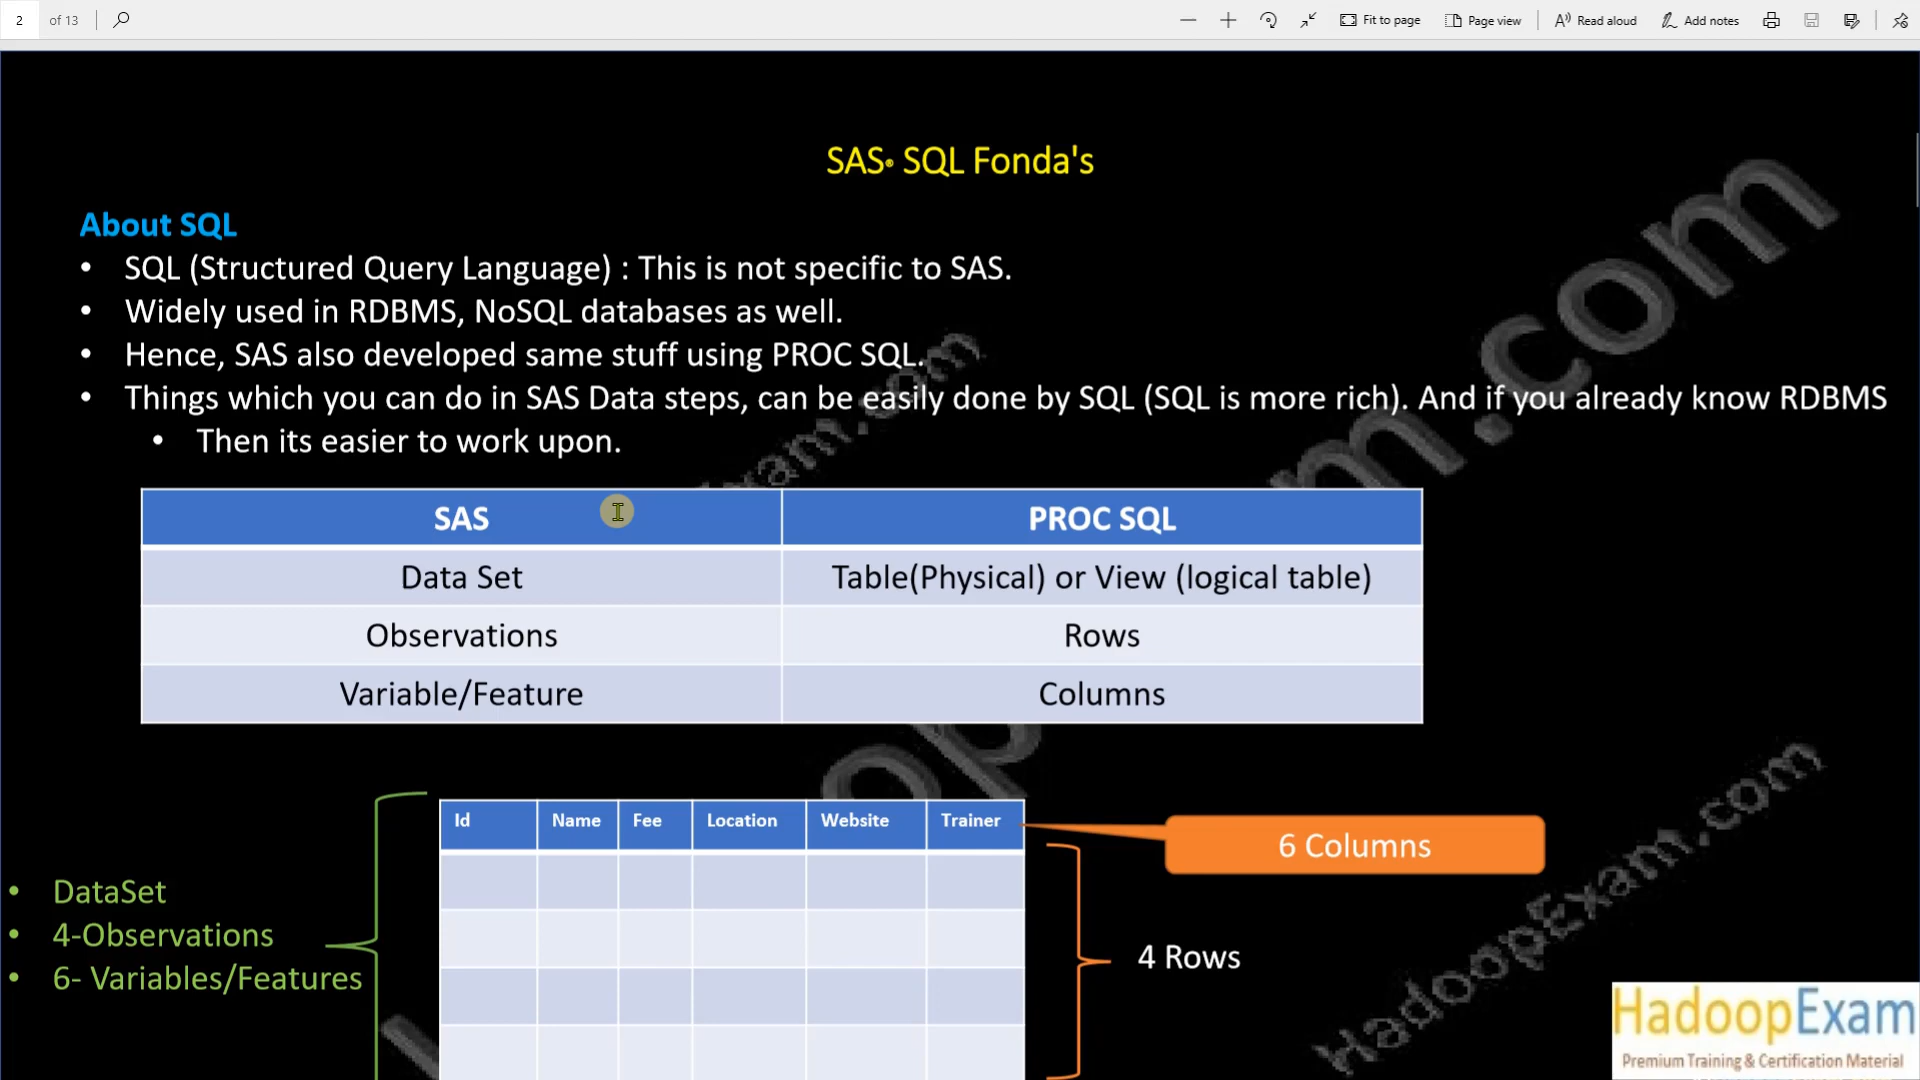 2 of 13 Fit to page Page view Read aloud Add notes
SAS® SQL Fonda's
About SQL
• SQL (Structured Query Language) : This is not specific to SAS.
• Widely used in RDBMS, NoSQL databases as well.
• Hence, SAS also developed same stuff using PROC SQL.
• Things which you can do in SAS Data steps, can be easily done by SQL (SQL is more rich). And if you already know RDBMS
• Then its easier to work upon.
SAS PROC SQL
Data Set Table(Physical) or View (logical table)
Observations Rows
Variable/Feature Columns
Id Name Fee Location Website Trainer
6 Columns
• DataSet
• 4-Observations
• 6- Variables/Features
4 Rows
HadoopExam.com
HadoopExam
Premium Training & Certification Material